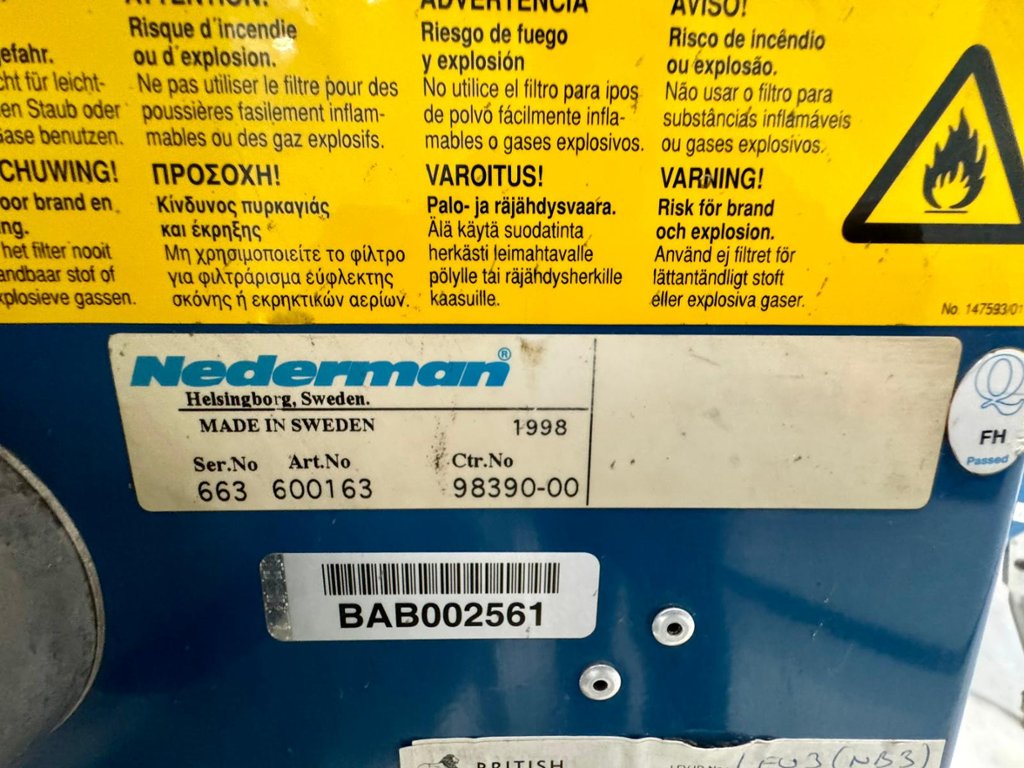 ATTENTION!
Risque d'incendie
ou d'explosion.
Ne pas utiliser le filtre pour des
poussières fasilement inflam-
mables ou des gaz explosifs.
ADVERTENCIA
Riesgo de fuego
y explosión
No utilice el filtro para ipos
de polvó fácilmente infla-
mables o gases explosivos.
AVISO!
Risco de incêndio
ou explosão.
Não usar o filtro para
substâncias inflamáveis
ou gases explosivos.
efahr.
cht für leicht-
en Staub oder
Gase benutzen.
CHUWING!
oor brand en
ng.
het filter nooit
andbaar stof of
xplosieve gassen.
ΠΡΟΣΟΧΗ!
Κίνδυνος πυρκαγιάς
και έκρηξης
Μη χρησιμοποιείτε το φίλτρο
για φιλτράρισμα εύφλεκτης
σκόνης ή εκρηκτικών αερίων.
VAROITUS!
Palo- ja räjähdysvaara.
Älä käytä suodatinta
herkästi leimahtavalle
pölylle tai räjähdysherkille
kaasuille.
VARNING!
Risk för brand
och explosion.
Använd ej filtret för
lättantändligt stoft
eller explosiva gaser.
No. 147593/01
Nederman®
Helsingborg, Sweden.
MADE IN SWEDEN 1998
Ser.No Art.No Ctr.No
663 600163 98390-00
Q
FH
Passed
BAB002561
BRITISH